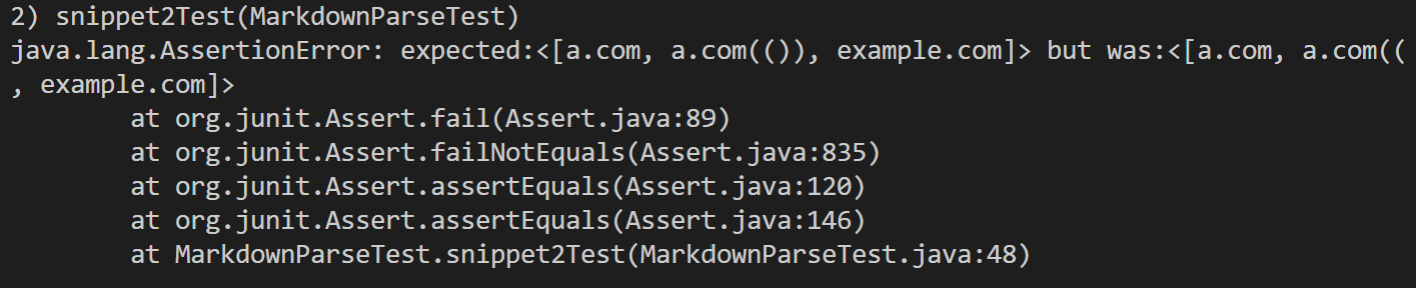 2) snippet2Test(MarkdownParseTest)
java.lang.AssertionError: expected:<[a.com, a.com(()), example.com]> but was:<[a.com, a.com((
, example.com]>
at org.junit.Assert.fail(Assert.java:89)
at org.junit.Assert.failNotEquals(Assert.java:835)
at org.junit.Assert.assertEquals(Assert.java:120)
at org.junit.Assert.assertEquals(Assert.java:146)
at MarkdownParseTest.snippet2Test(MarkdownParseTest.java:48)